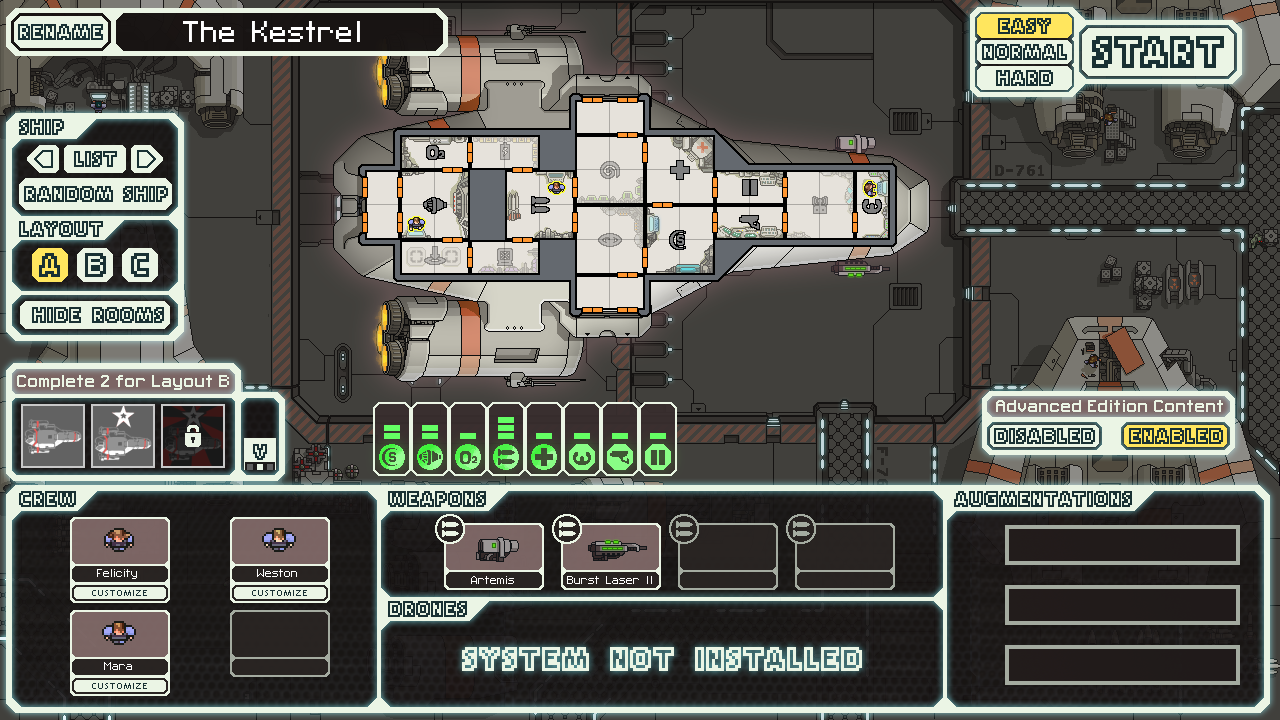 RENAME
The Kestrel
EASY
NORMAL
HARD
START
SHIP
LIST
RANDOM SHIP
LAYOUT
A B C
HIDE ROOMS
O2
S
D-761
Complete 2 for Layout B
V
S O2
Advanced Edition Content
DISABLED ENABLED
CREW
Felicity
CUSTOMIZE
Weston
CUSTOMIZE
Mara
CUSTOMIZE
WEAPONS
Artemis
Burst Laser II
DRONES
SYSTEM NOT INSTALLED
AUGMENTATIONS